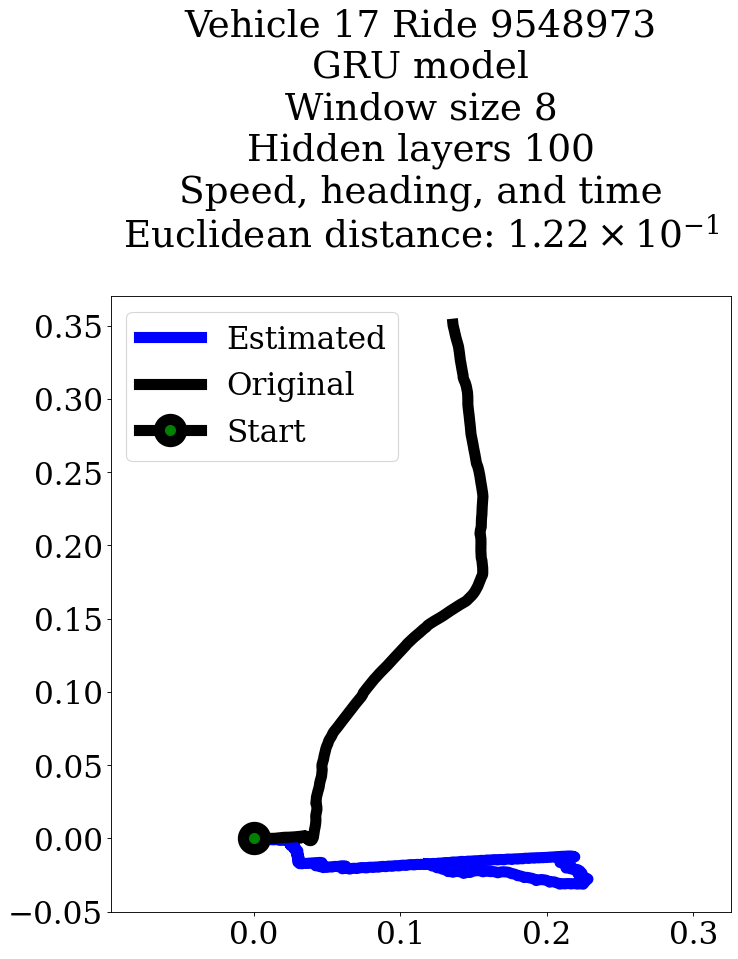 Vehicle 17 Ride 9548973
GRU model
Window size 8
Hidden layers 100
Speed, heading, and time
Euclidean distance: 1.22 × 10⁻¹
Estimated
Original
Start
0.35
0.30
0.25
0.20
0.15
0.10
0.05
0.00
−0.05
0.0 0.1 0.2 0.3